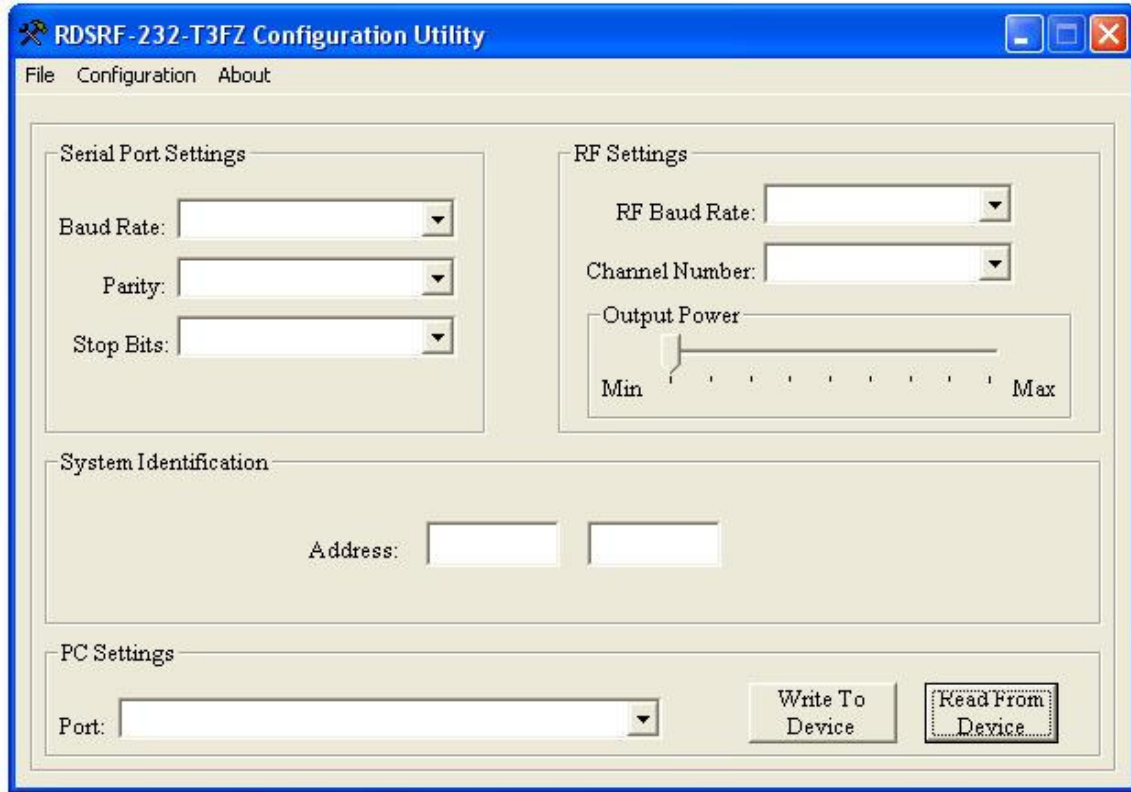 RDSRF-232-T3FZ Configuration Utility
File Configuration About
Serial Port Settings
Baud Rate:
Parity:
Stop Bits:
RF Settings
RF Baud Rate:
Channel Number:
Output Power
Min Max
System Identification
Address:
PC Settings
Port:
Write To
Device
Read From
Device